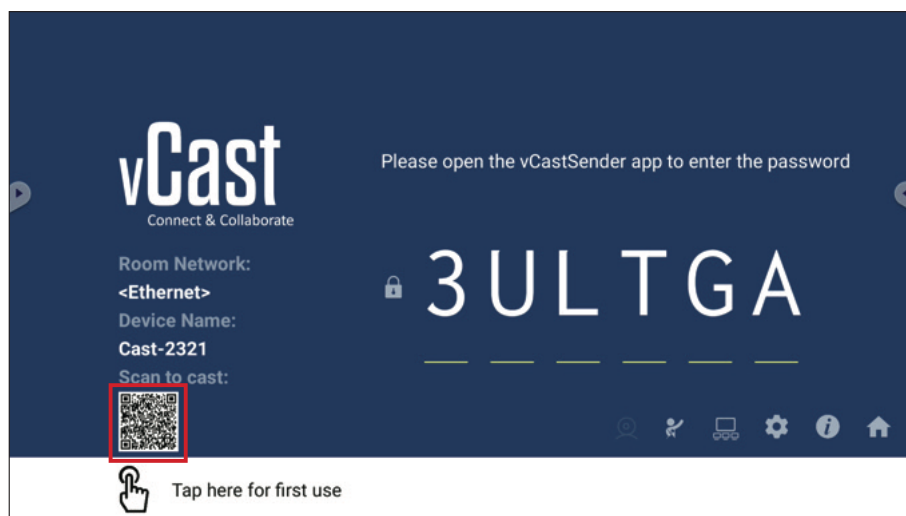 vCast
Connect & Collaborate
Please open the vCastSender app to enter the password
Room Network:
<Ethernet>
Device Name:
Cast-2321
Scan to cast:
3ULTGA
Tap here for first use